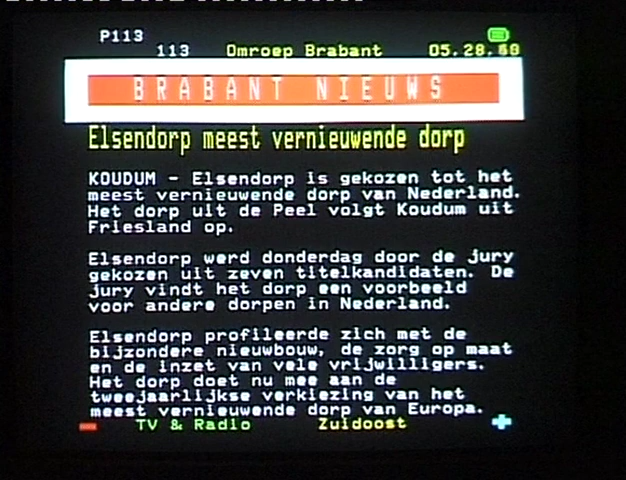 P113
113 Omroep Brabant 05.28.68
BRABANT NIEUWS
Elsendorp meest vernieuwende dorp
KOUDUM - Elsendorp is gekozen tot het
meest vernieuwende dorp van Nederland.
Het dorp uit de Peel volgt Koudum uit
Friesland op.
Elsendorp werd donderdag door de jury
gekozen uit zeven titelkandidaten. De
jury vindt het dorp een voorbeeld
voor andere dorpen in Nederland.
Elsendorp profileerde zich met de
bijzondere nieuwbouw, de zorg op maat
en de inzet van vele vrijwilligers.
Het dorp doet nu mee aan de
tweejaarlijkse verkiezing van het
meest vernieuwende dorp van Europa.
TV & Radio Zuidoost